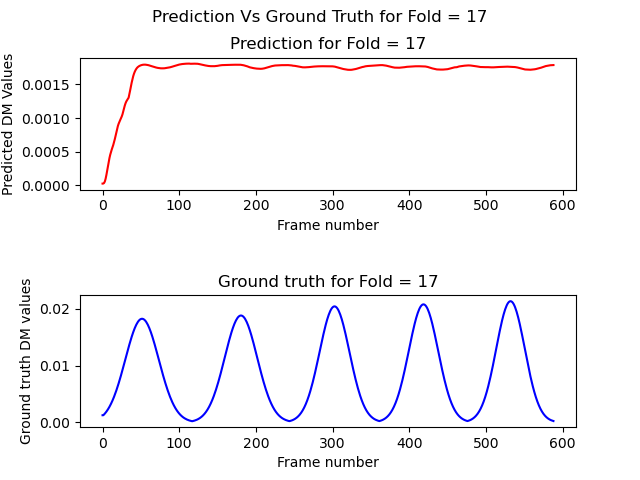 Prediction Vs Ground Truth for Fold = 17
Prediction for Fold = 17
Predicted DM Values
0.0015
0.0010
0.0005
0.0000
0 100 200 300 400 500 600
Frame number
Ground truth for Fold = 17
Ground truth DM values
0.02
0.01
0.00
0 100 200 300 400 500 600
Frame number